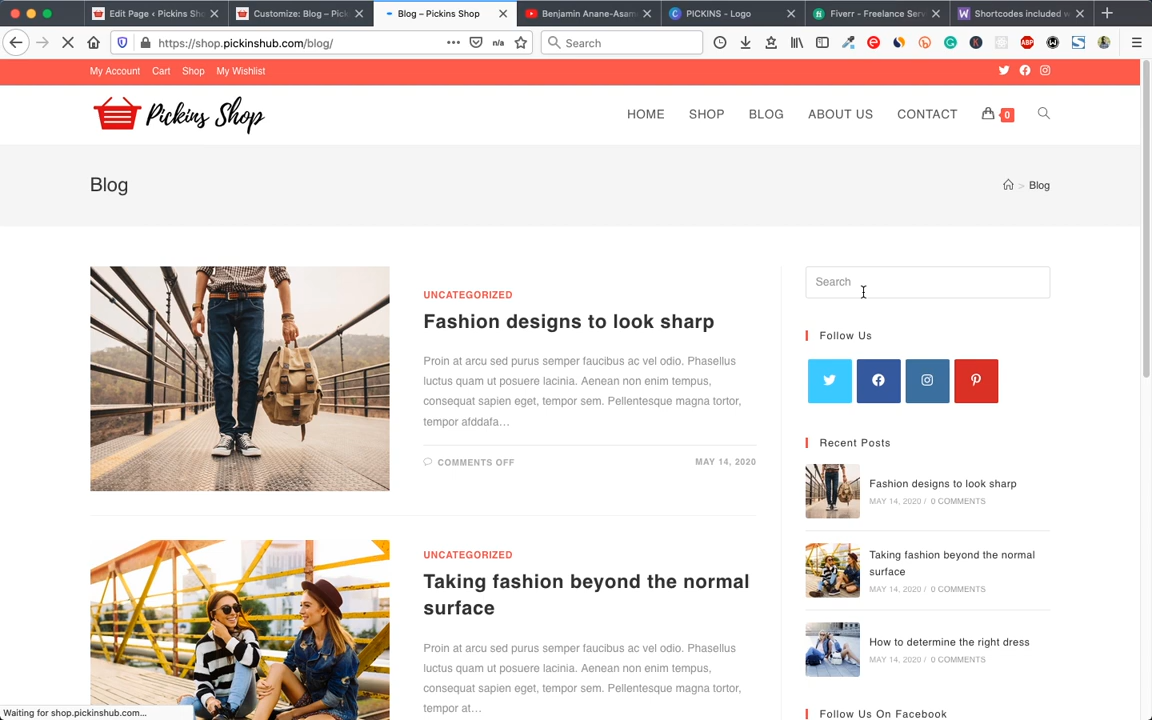 Edit Page ‹ Pickins Sho
Customize: Blog – Pick
Blog – Pickins Shop
Benjamin Anane-Asam
PICKINS - Logo
Fiverr - Freelance Serv
Shortcodes included w
https://shop.pickinshub.com/blog/
n/a
Search
ABP
My Account Cart Shop My Wishlist
Pickins Shop
HOME SHOP BLOG ABOUT US CONTACT 0
Blog
> Blog
UNCATEGORIZED
Fashion designs to look sharp
Proin at arcu sed purus semper faucibus ac vel odio. Phasellus
luctus quam ut posuere lacinia. Aenean non enim tempus,
consequat sapien eget, tempor sem. Pellentesque magna tortor,
tempor afddafa…
COMMENTS OFF MAY 14, 2020
UNCATEGORIZED
Taking fashion beyond the normal
surface
Proin at arcu sed purus semper faucibus ac vel odio. Phasellus
luctus quam ut posuere lacinia. Aenean non enim tempus,
consequat sapien eget, tempor sem. Pellentesque magna tortor,
tempor at…
Search
Follow Us
Recent Posts
Fashion designs to look sharp
MAY 14, 2020 / 0 COMMENTS
Taking fashion beyond the normal
surface
MAY 14, 2020 / 0 COMMENTS
How to determine the right dress
MAY 14, 2020 / 0 COMMENTS
Follow Us On Facebook
Waiting for shop.pickinshub.com...